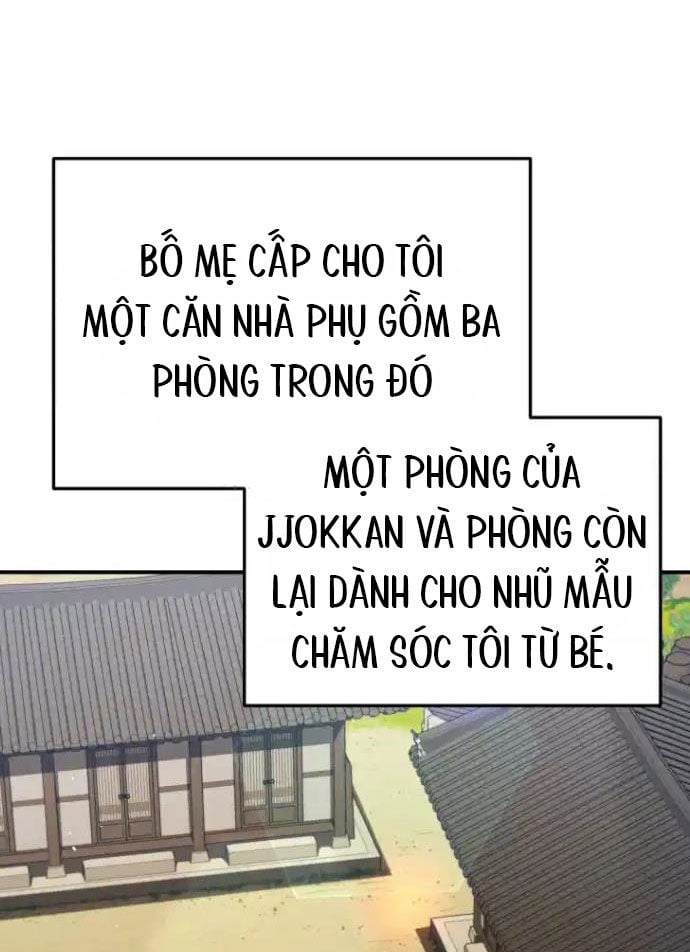 BỐ MẸ CẤP CHO TÔI
MỘT CĂN NHÀ PHỤ GỒM BA
PHÒNG TRONG ĐÓ
MỘT PHÒNG CỦA
JJOKKAN VÀ PHÒNG CÒN
LẠI DÀNH CHO NHŨ MẪU
CHĂM SÓC TÔI TỪ BÉ.